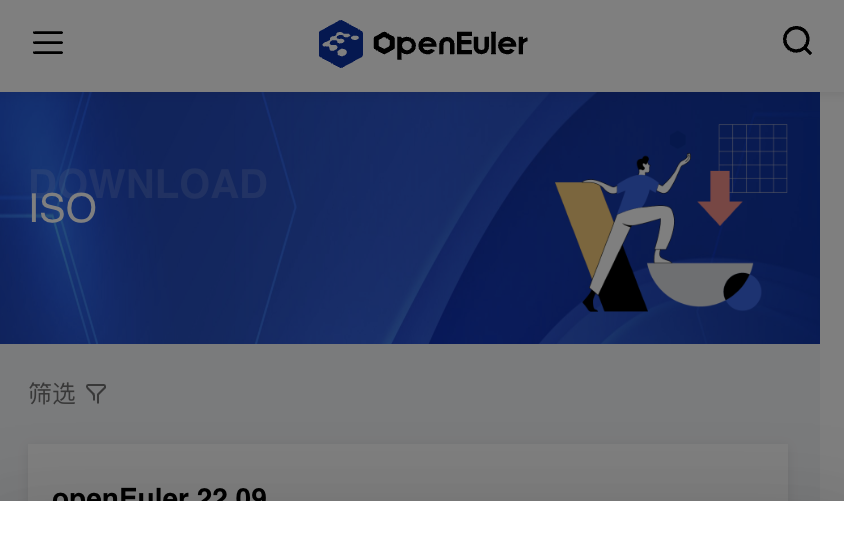 openEuler
DOWNLOAD
ISO
筛选
openEuler 22.09